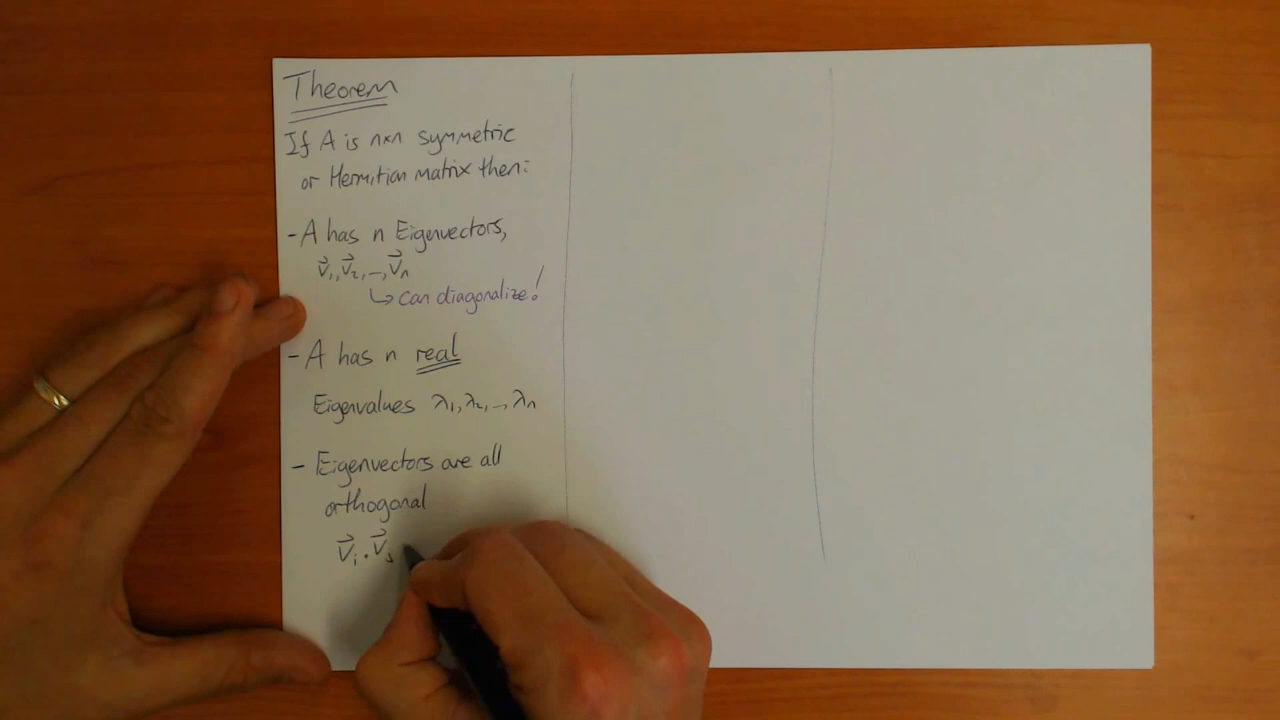 Theorem
If A is n×n symmetric
or Hermitian matrix then:
- A has n Eigenvectors,
v⃗₁, v⃗₂, ..., v⃗ₙ
↳ can diagonalize!
- A has n real
Eigenvalues λ₁, λ₂, ..., λₙ
- Eigenvectors are all
orthogonal
v⃗ᵢ · v⃗ⱼ